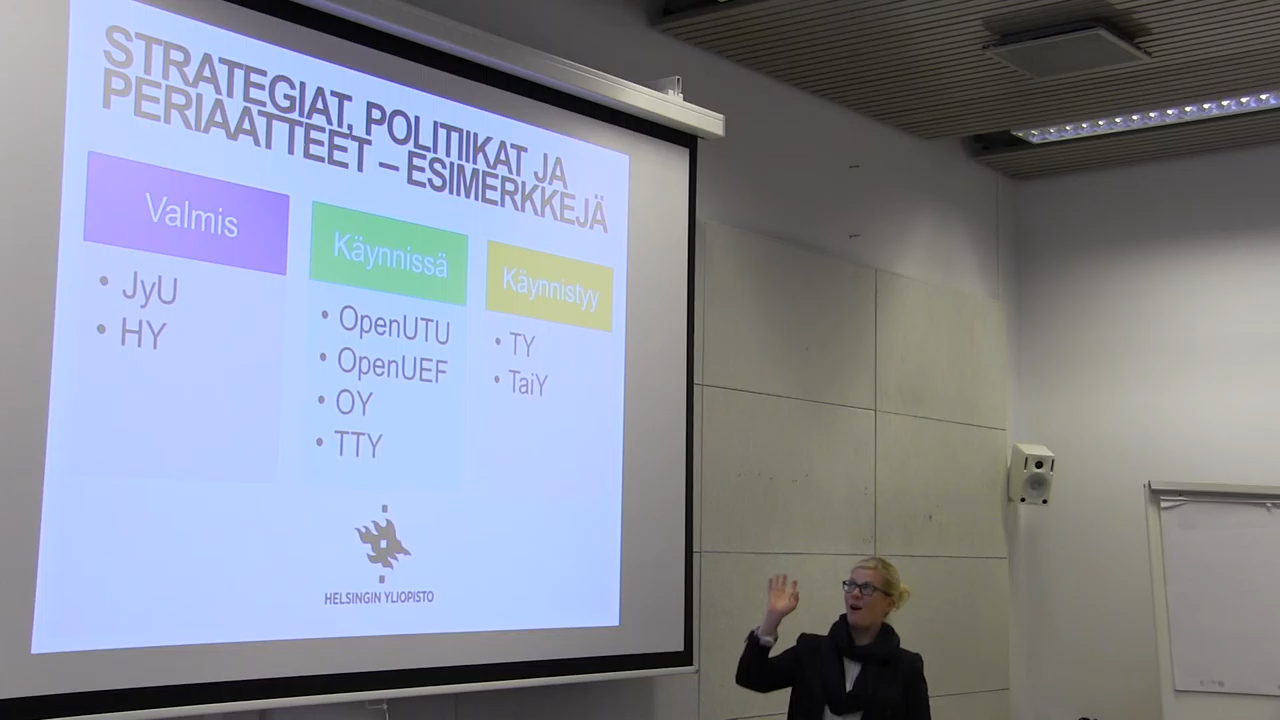 STRATEGIAT, POLITIIKAT JA
PERIAATTEET – ESIMERKKEJÄ
Valmis
• JyU
• HY
Käynnissä
• OpenUTU
• OpenUEF
• OY
• TTY
Käynnistyy
• TY
• TaiY
HELSINGIN YLIOPISTO